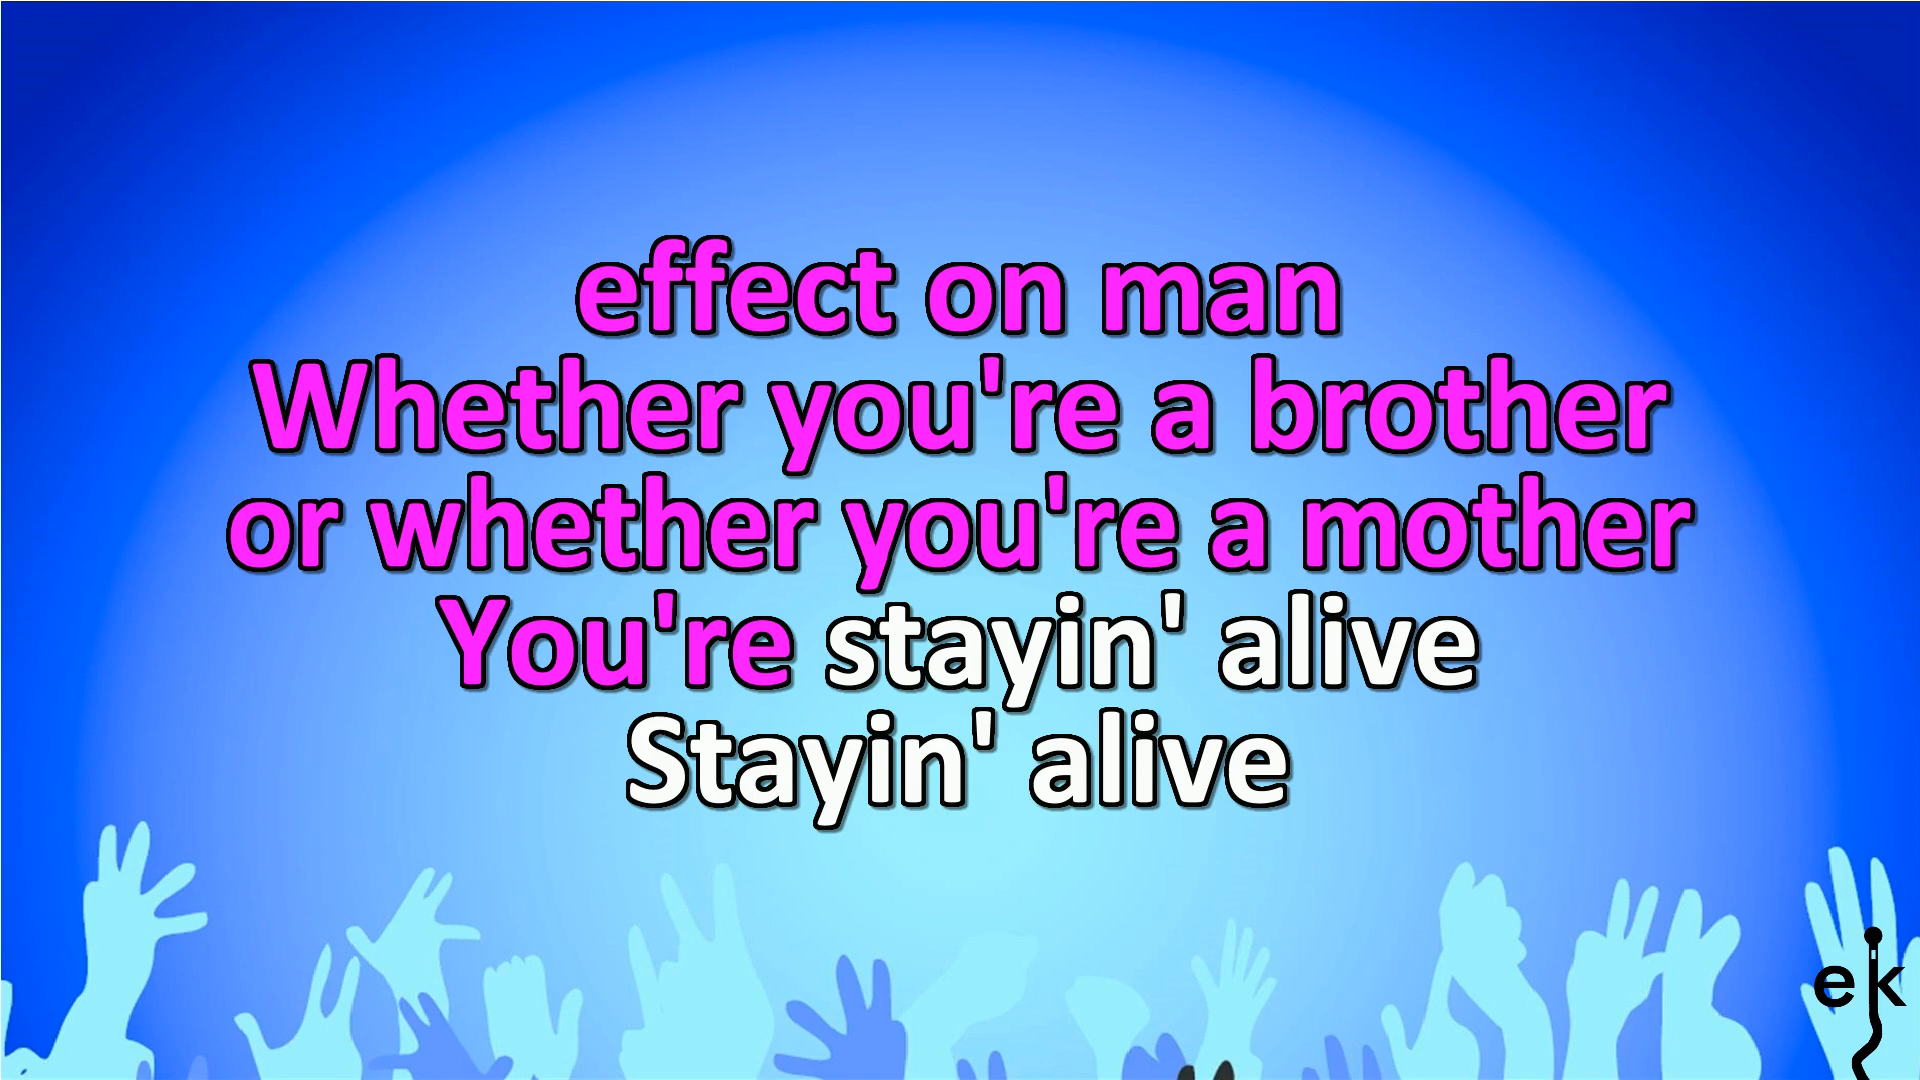 effect on man
Whether you're a brother
or whether you're a mother
You're stayin' alive
Stayin' alive
ek